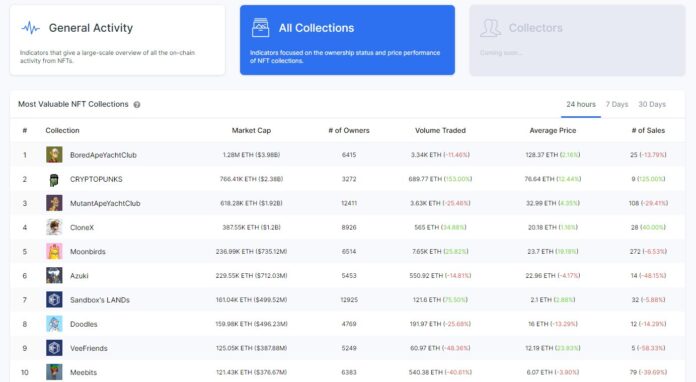 General Activity
Indicators that give a large-scale overview of all the on-chain
activity from NFTs.
All Collections
Indicators focused on the ownership status and price performance
of NFT collections.
Collectors
Coming soon...
Most Valuable NFT Collections ?
24 hours 7 Days 30 Days
# Collection Market Cap # of Owners Volume Traded Average Price # of Sales
1 BoredApeYachtClub 1.28M ETH ($3.98B) 6415 3.34K ETH (-11.46%) 128.37 ETH (2.16%) 25 (-13.79%)
2 CRYPTOPUNKS 766.41K ETH ($2.38B) 3272 689.77 ETH (153.00%) 76.64 ETH (12.44%) 9 (125.00%)
3 MutantApeYachtClub 618.28K ETH ($1.92B) 12411 3.63K ETH (-25.46%) 32.99 ETH (4.35%) 108 (-29.41%)
4 CloneX 387.55K ETH ($1.2B) 8926 565 ETH (34.88%) 20.18 ETH (1.16%) 28 (40.00%)
5 Moonbirds 236.99K ETH ($735.12M) 6514 7.65K ETH (25.82%) 23.7 ETH (19.19%) 272 (-6.53%)
6 Azuki 229.55K ETH ($712.03M) 5453 550.92 ETH (-14.81%) 22.96 ETH (-4.17%) 14 (-48.15%)
7 Sandbox's LANDs 161.04K ETH ($499.52M) 12925 121.6 ETH (75.50%) 2.1 ETH (2.88%) 32 (-5.88%)
8 Doodles 159.98K ETH ($496.23M) 4769 191.97 ETH (-25.68%) 16 ETH (-13.29%) 12 (-14.29%)
9 VeeFriends 125.05K ETH ($387.88M) 5249 60.97 ETH (-48.36%) 12.19 ETH (23.93%) 5 (-58.33%)
10 Meebits 121.43K ETH ($376.67M) 6383 540.38 ETH (-40.61%) 6.07 ETH (-3.90%) 79 (-39.69%)